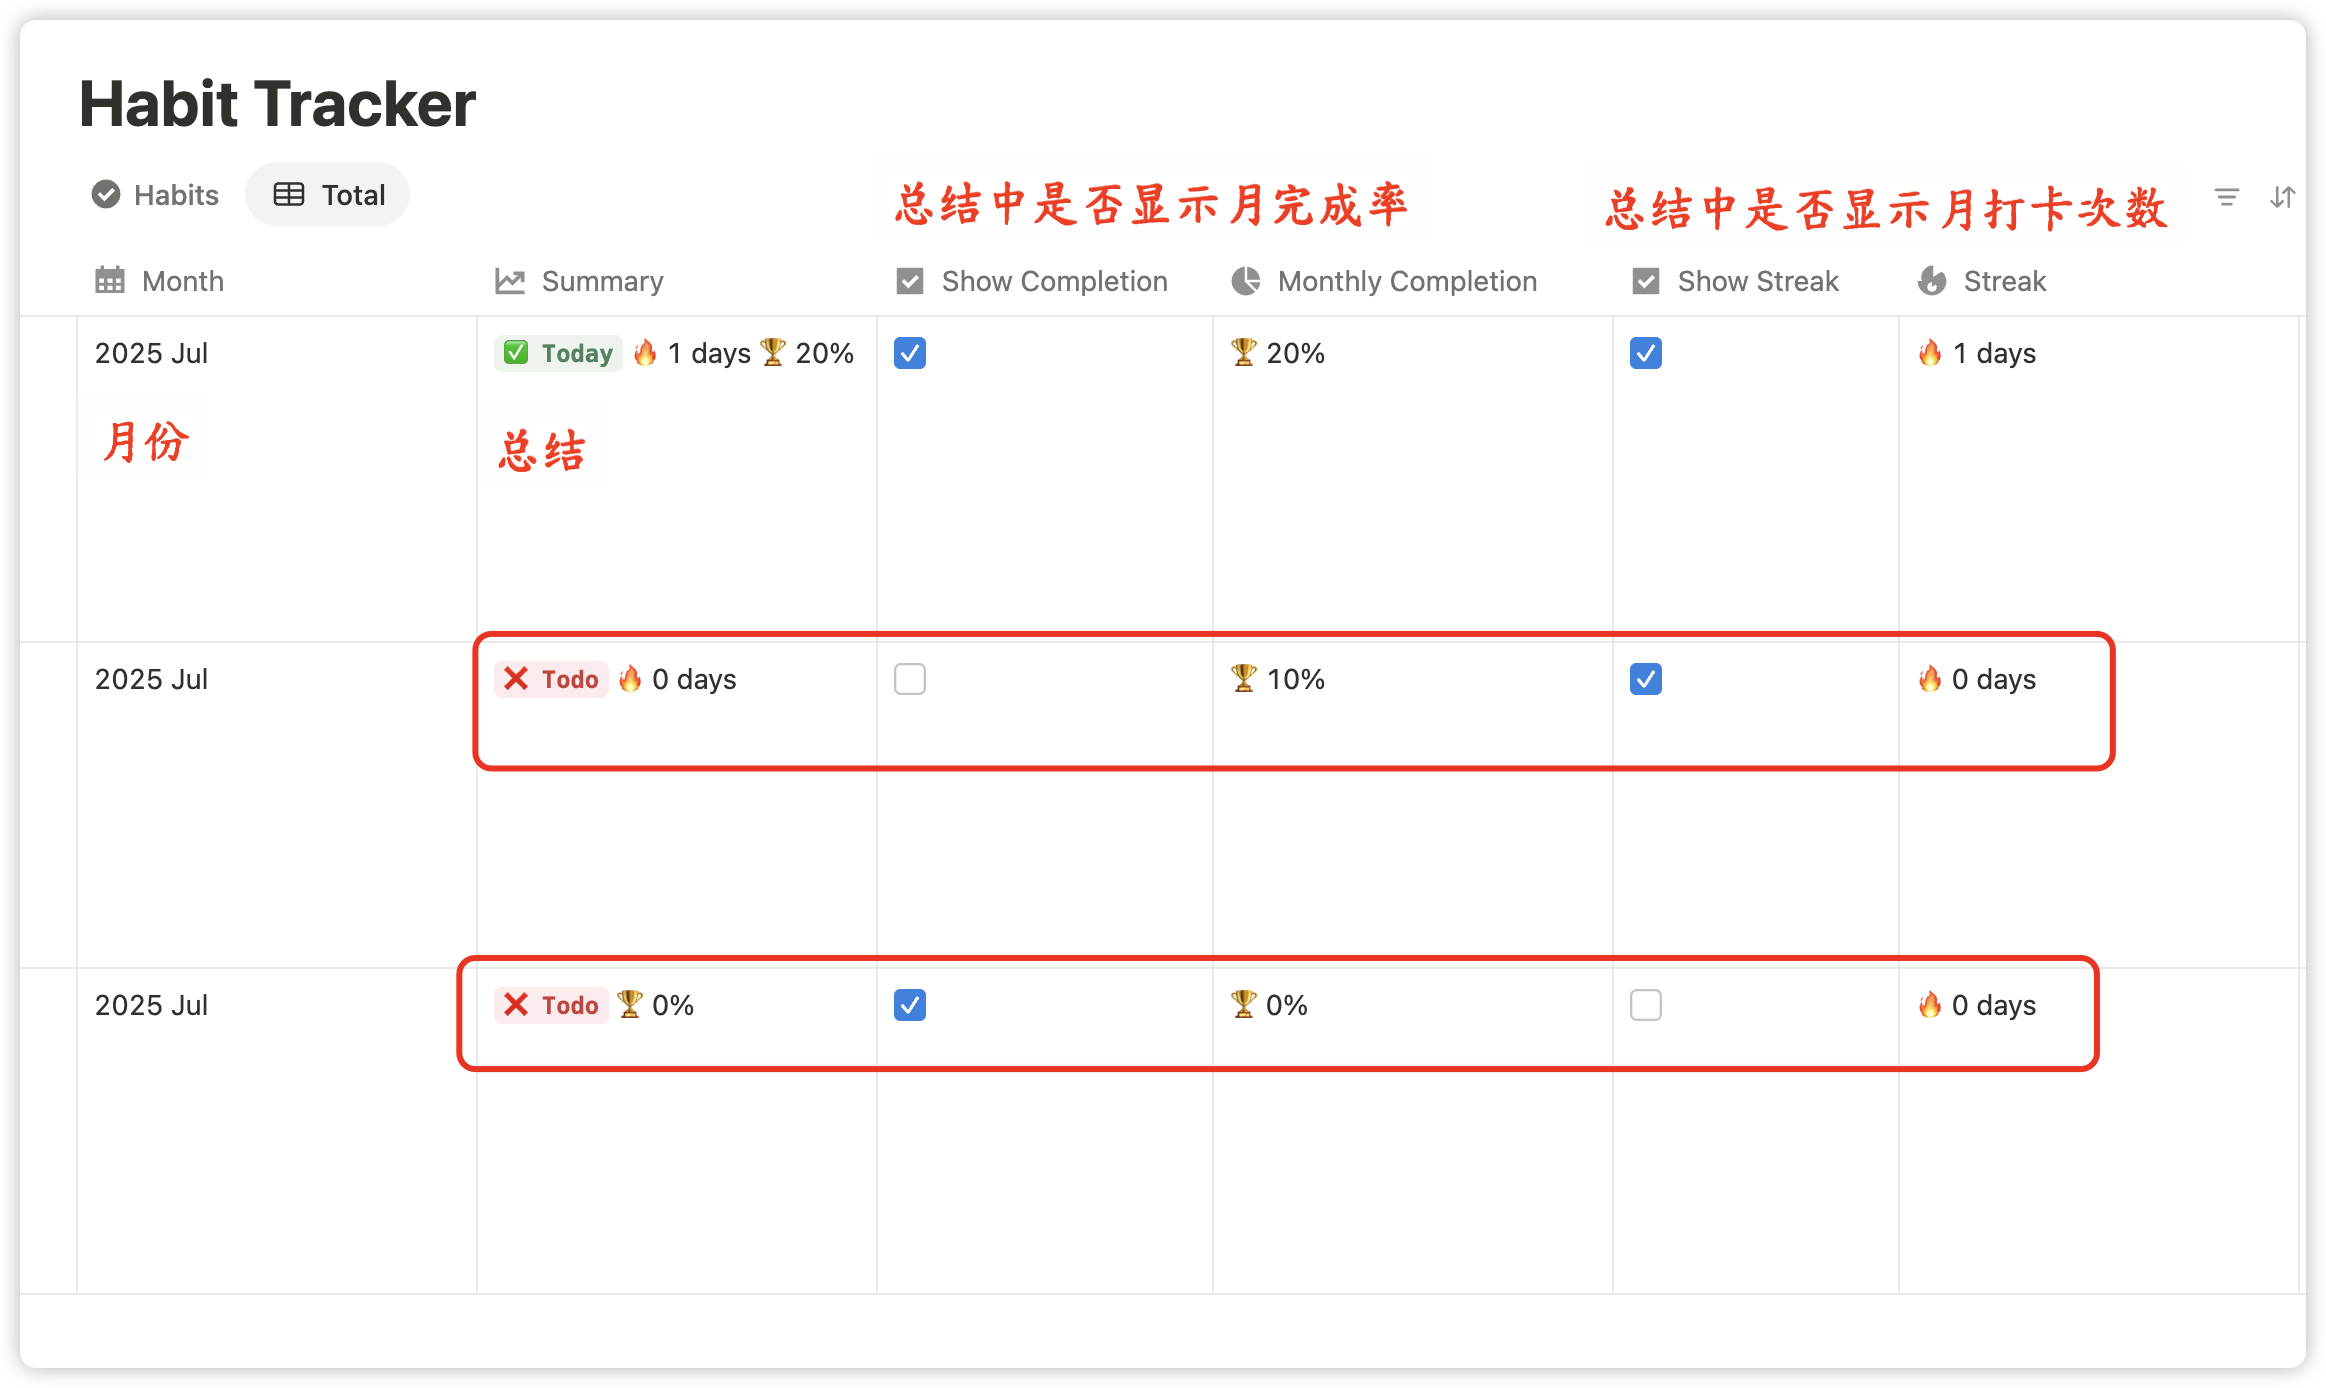 Habit Tracker
Habits Total 总结中是否显示月完成率 总结中是否显示月打卡次数
Month Summary Show Completion Monthly Completion Show Streak Streak
2025 Jul ✅ Today 🔥 1 days 🏆 20% 🏆 20% 🔥 1 days
月份 总结
2025 Jul ❌ Todo 🔥 0 days 🏆 10% 🔥 0 days
2025 Jul ❌ Todo 🏆 0% 🏆 0% 🔥 0 days